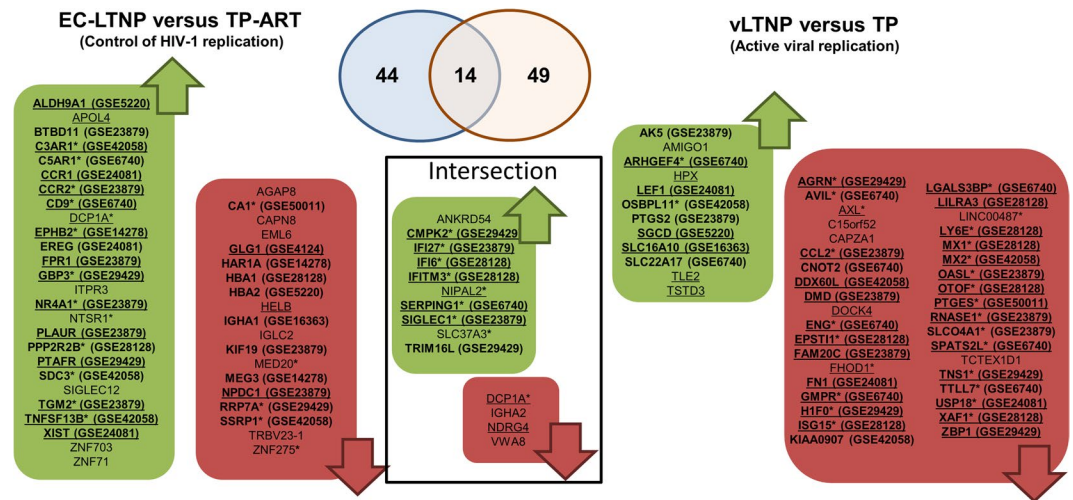 EC-LTNP versus TP-ART
(Control of HIV-1 replication)
ALDH9A1 (GSE5220)
APOL4
BTBD11 (GSE23879)
C3AR1* (GSE42058)
C5AR1* (GSE6740)
CCR1 (GSE24081)
CCR2* (GSE23879)
CD9* (GSE6740)
DCP1A*
EPHB2* (GSE14278)
EREG (GSE24081)
FPR1 (GSE23879)
GBP3* (GSE29429)
ITPR3
NR4A1* (GSE23879)
NTSR1*
PLAUR (GSE23879)
PPP2R2B* (GSE28128)
PTAFR (GSE29429)
SDC3* (GSE42058)
SIGLEC12
TGM2* (GSE23879)
TNFSF13B* (GSE42058)
XIST (GSE24081)
ZNF703
ZNF71
AGAP8
CA1* (GSE50011)
CAPN8
EML6
GLG1 (GSE4124)
HAR1A (GSE14278)
HBA1 (GSE28128)
HBA2 (GSE5220)
HELB
IGHA1 (GSE16363)
IGLC2
KIF19 (GSE23879)
MED20*
MEG3 (GSE14278)
NPDC1 (GSE23879)
RRP7A* (GSE29429)
SSRP1* (GSE42058)
TRBV23-1
ZNF275*
44
14
49
Intersection
ANKRD54
CMPK2* (GSE29429
IFI27* (GSE23879)
IFI6* (GSE28128)
IFITM3* (GSE28128)
NIPAL2*
SERPING1* (GSE6740)
SIGLEC1* (GSE23879)
SLC37A3*
TRIM16L (GSE29429)
DCP1A*
IGHA2
NDRG4
VWA8
vLTNP versus TP
(Active viral replication)
AK5 (GSE23879)
AMIGO1
ARHGEF4* (GSE6740)
HPX
LEF1 (GSE24081)
OSBPL11* (GSE42058)
PTGS2 (GSE23879)
SGCD (GSE5220)
SLC16A10 (GSE16363)
SLC22A17 (GSE6740)
TLE2
TSTD3
AGRN* (GSE29429)
AVIL* (GSE6740)
AXL*
C15orf52
CAPZA1
CCL2* (GSE23879)
CNOT2 (GSE6740)
DDX60L (GSE42058)
DMD (GSE23879)
DOCK4
ENG* (GSE6740)
EPSTI1* (GSE28128)
FAM20C (GSE23879)
FHOD1*
FN1 (GSE24081)
GMPR* (GSE6740)
H1F0* (GSE29429)
ISG15* (GSE28128)
KIAA0907 (GSE42058)
LGALS3BP* (GSE6740)
LILRA3 (GSE28128)
LINC00487*
LY6E* (GSE28128)
MX1* (GSE28128)
MX2* (GSE42058)
OASL* (GSE23879)
OTOF* (GSE28128)
PTGES* (GSE50011)
RNASE1* (GSE23879)
SLCO4A1* (GSE23879)
SPATS2L* (GSE6740)
TCTEX1D1
TNS1* (GSE29429)
TTLL7* (GSE6740)
USP18* (GSE24081)
XAF1* (GSE28128)
ZBP1 (GSE29429)